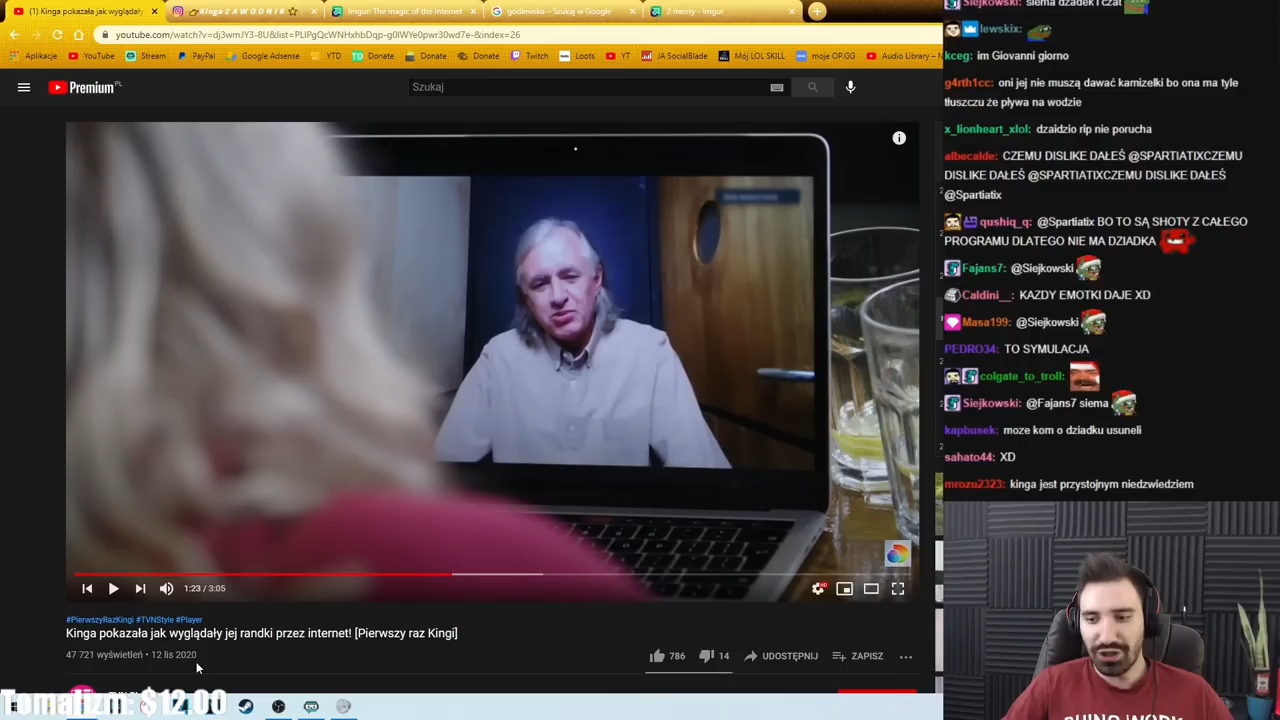 (1) Kinga pokazała jak wyglądały
Kinga Z A W O D N I K
Imgur: The magic of the Internet
godlewska – Szukaj w Google
2 memy - Imgur
youtube.com/watch?v=dj3wmJY3-8U&list=PLIPgQcWNHxhbDqp-g0lWYe0pwr30wd7e-&index=26
Aplikacje YouTube Stream PayPal Google Adsense YTD Donate Donate Donate Twitch Loots YT JA SocialBlade Mój LOL SKILL moje OP.GG Audio Library
Premium PL
Szukaj
1:23 / 3:05
#PierwszyRazKingi #TVNStyle #Player
Kinga pokazała jak wyglądały jej randki przez internet! [Pierwszy raz Kingi]
47 721 wyświetleń • 12 lis 2020
786 14 UDOSTĘPNIJ ZAPISZ
$12.00
Siejkowski: siema dzadek i czat
lewskix:
kceg: im Giovanni giorno
g4rth1cc: oni jej nie muszą dawać kamizelki bo ona ma tyle
tłuszczu że pływa na wodzie
x_lionheart_xlol: dzaidzio rip nie porucha
albecalde: CZEMU DISLIKE DAŁEŚ @SPARTIATIXCZEMU
DISLIKE DAŁEŚ @SPARTIATIXCZEMU DISLIKE DAŁEŚ
@Spartiatix
qushiq_q: @Spartiatix BO TO SĄ SHOTY Z CAŁEGO
PROGRAMU DLATEGO NIE MA DZIADKA
Fajans7: @Siejkowski
Caldini__: KAZDY EMOTKI DAJE XD
Masa199: @Siejkowski
PEDRO34: TO SYMULACJA
colgate_to_troll:
Siejkowski: @Fajans7 siema
kapbusek: moze kom o dziadku usuneli
sahato44: XD
mrozu2323: kinga jest przystojnym niedzwiedziem